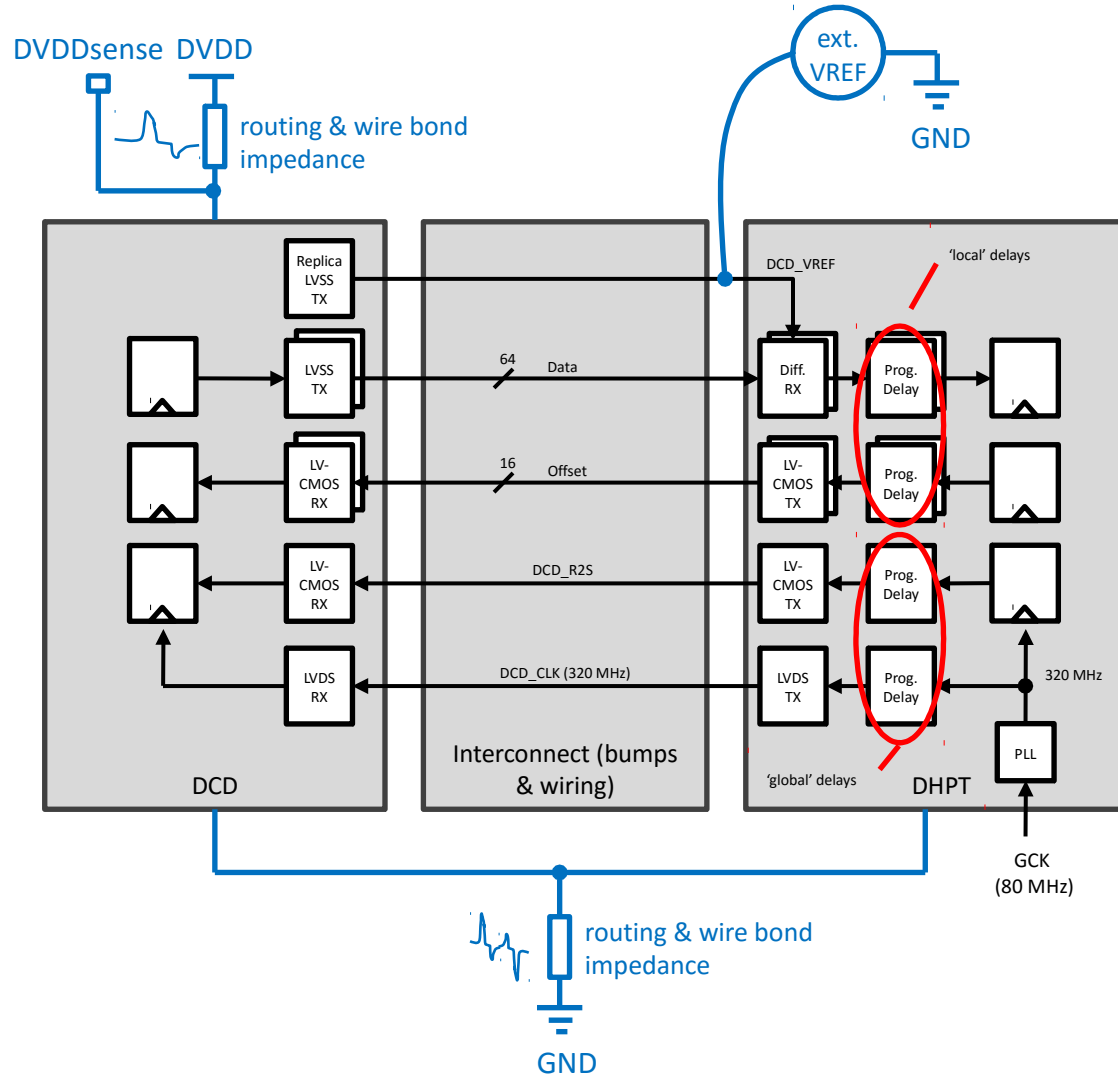 DVDDsense DVDD
ext.
VREF
routing & wire bond
impedance
GND
Replica
LVSS
TX
DCD_VREF
'local' delays
LVSS
TX
64
Data
Diff.
RX
Prog.
Delay
LV-
CMOS
RX
16
Offset
LV-
CMOS
TX
Prog.
Delay
LV-
CMOS
RX
DCD_R2S
LV-
CMOS
TX
Prog.
Delay
LVDS
RX
DCD_CLK (320 MHz)
LVDS
TX
Prog.
Delay
320 MHz
PLL
DCD
Interconnect (bumps
& wiring)
'global' delays
DHPT
GCK
(80 MHz)
routing & wire bond
impedance
GND